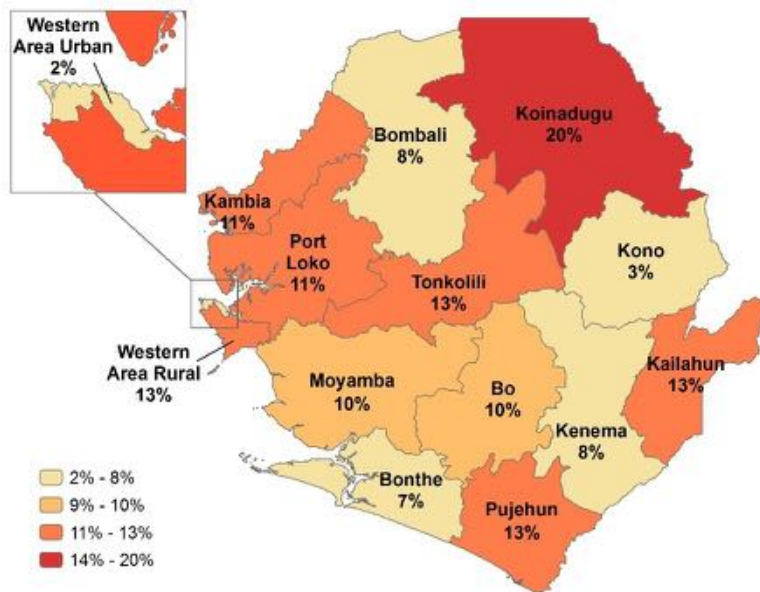 Western
Area Urban
2%
Koinadugu
20%
Bombali
8%
Kambia
11%
Port
Loko
11%
Kono
3%
Tonkolili
13%
Western
Area Rural
13%
Moyamba
10%
Bo
10%
Kailahun
13%
Kenema
8%
Bonthe
7%
Pujehun
13%
2% - 8%
9% - 10%
11% - 13%
14% - 20%